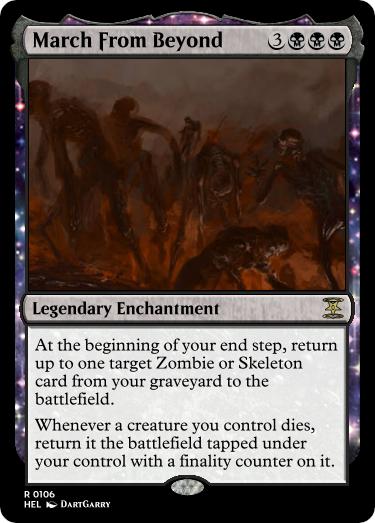 March From Beyond 3
Legendary Enchantment
At the beginning of your end step, return
up to one target Zombie or Skeleton
card from your graveyard to the
battlefield.
Whenever a creature you control dies,
return it the battlefield tapped under
your control with a finality counter on it.
R 0106
HEL DartGarry